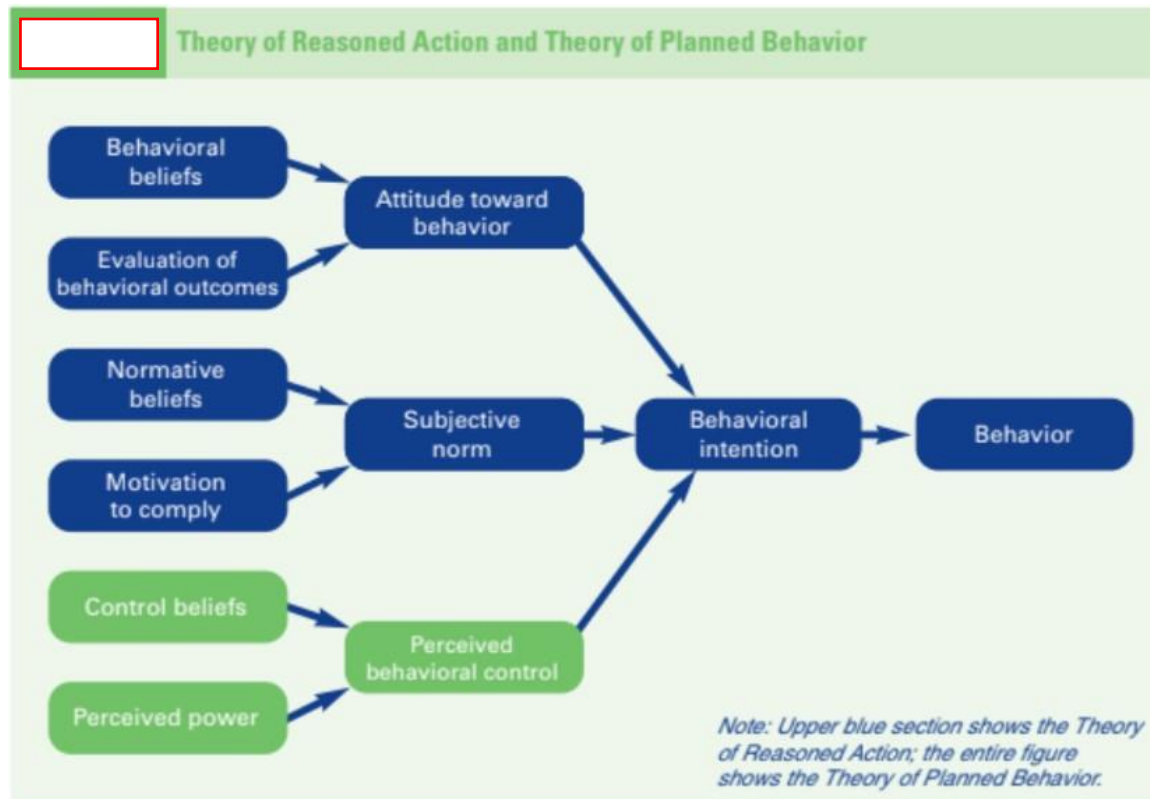 Theory of Reasoned Action and Theory of Planned Behavior
Behavioral
beliefs
Evaluation of
behavioral outcomes
Attitude toward
behavior
Normative
beliefs
Motivation
to comply
Subjective
norm
Behavioral
intention
Behavior
Control beliefs
Perceived power
Perceived
behavioral control
Note: Upper blue section shows the Theory
of Reasoned Action; the entire figure
shows the Theory of Planned Behavior.